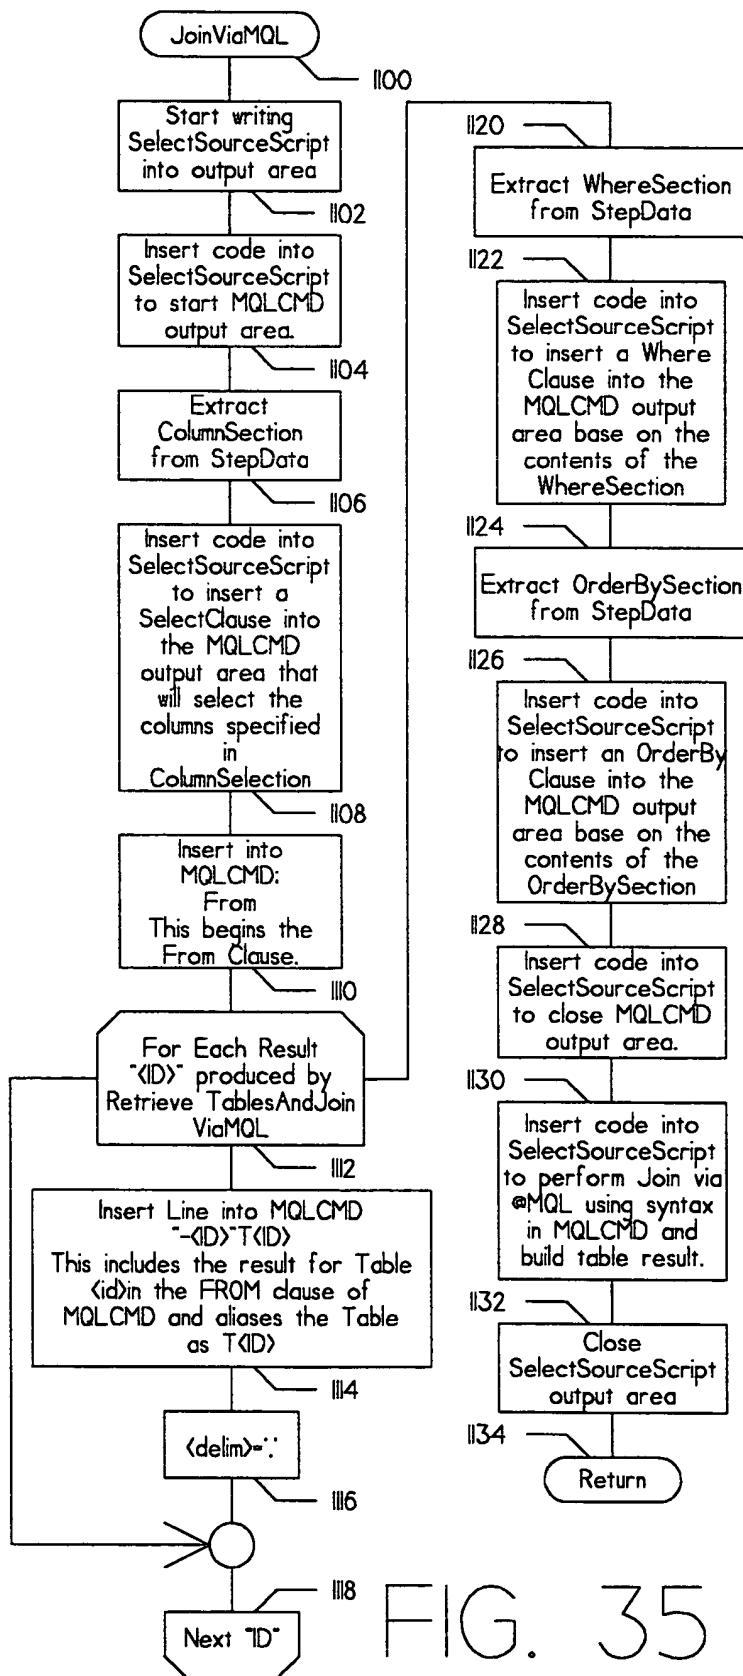 JoinViaMQL
1100
Start writing
SelectSourceScript
into output area
1102
Insert code into
SelectSourceScript
to start MQLCMD
output area.
1104
Extract
ColumnSection
from StepData
1106
Insert code into
SelectSourceScript
to insert a
SelectClause into
the MQLCMD
output area that
will select the
columns specified
in
ColumnSelection
1108
Insert into
MQLCMD:
From
This begins the
From Clause.
1110
For Each Result
"<ID>" produced by
Retrieve TablesAndJoin
ViaMQL
1112
Insert Line into MQLCMD
"-<ID>"T<ID>
This includes the result for Table
<id>in the FROM clause of
MQLCMD and aliases the Table
as T<ID>
1114
<delim>=','
1116
1118
Next "ID"
1120
Extract WhereSection
from StepData
1122
Insert code into
SelectSourceScript
to insert a Where
Clause into the
MQLCMD output
area base on the
contents of the
WhereSection
1124
Extract OrderBySection
from StepData
1126
Insert code into
SelectSourceScript
to insert an OrderBy
Clause into the
MQLCMD output
area base on the
contents of the
OrderBySection
1128
Insert code into
SelectSourceScript
to close MQLCMD
output area.
1130
Insert code into
SelectSourceScript
to perform Join via
@MQL using syntax
in MQLCMD and
build table result.
1132
Close
SelectSourceScript
output area
1134
Return
FIG. 35